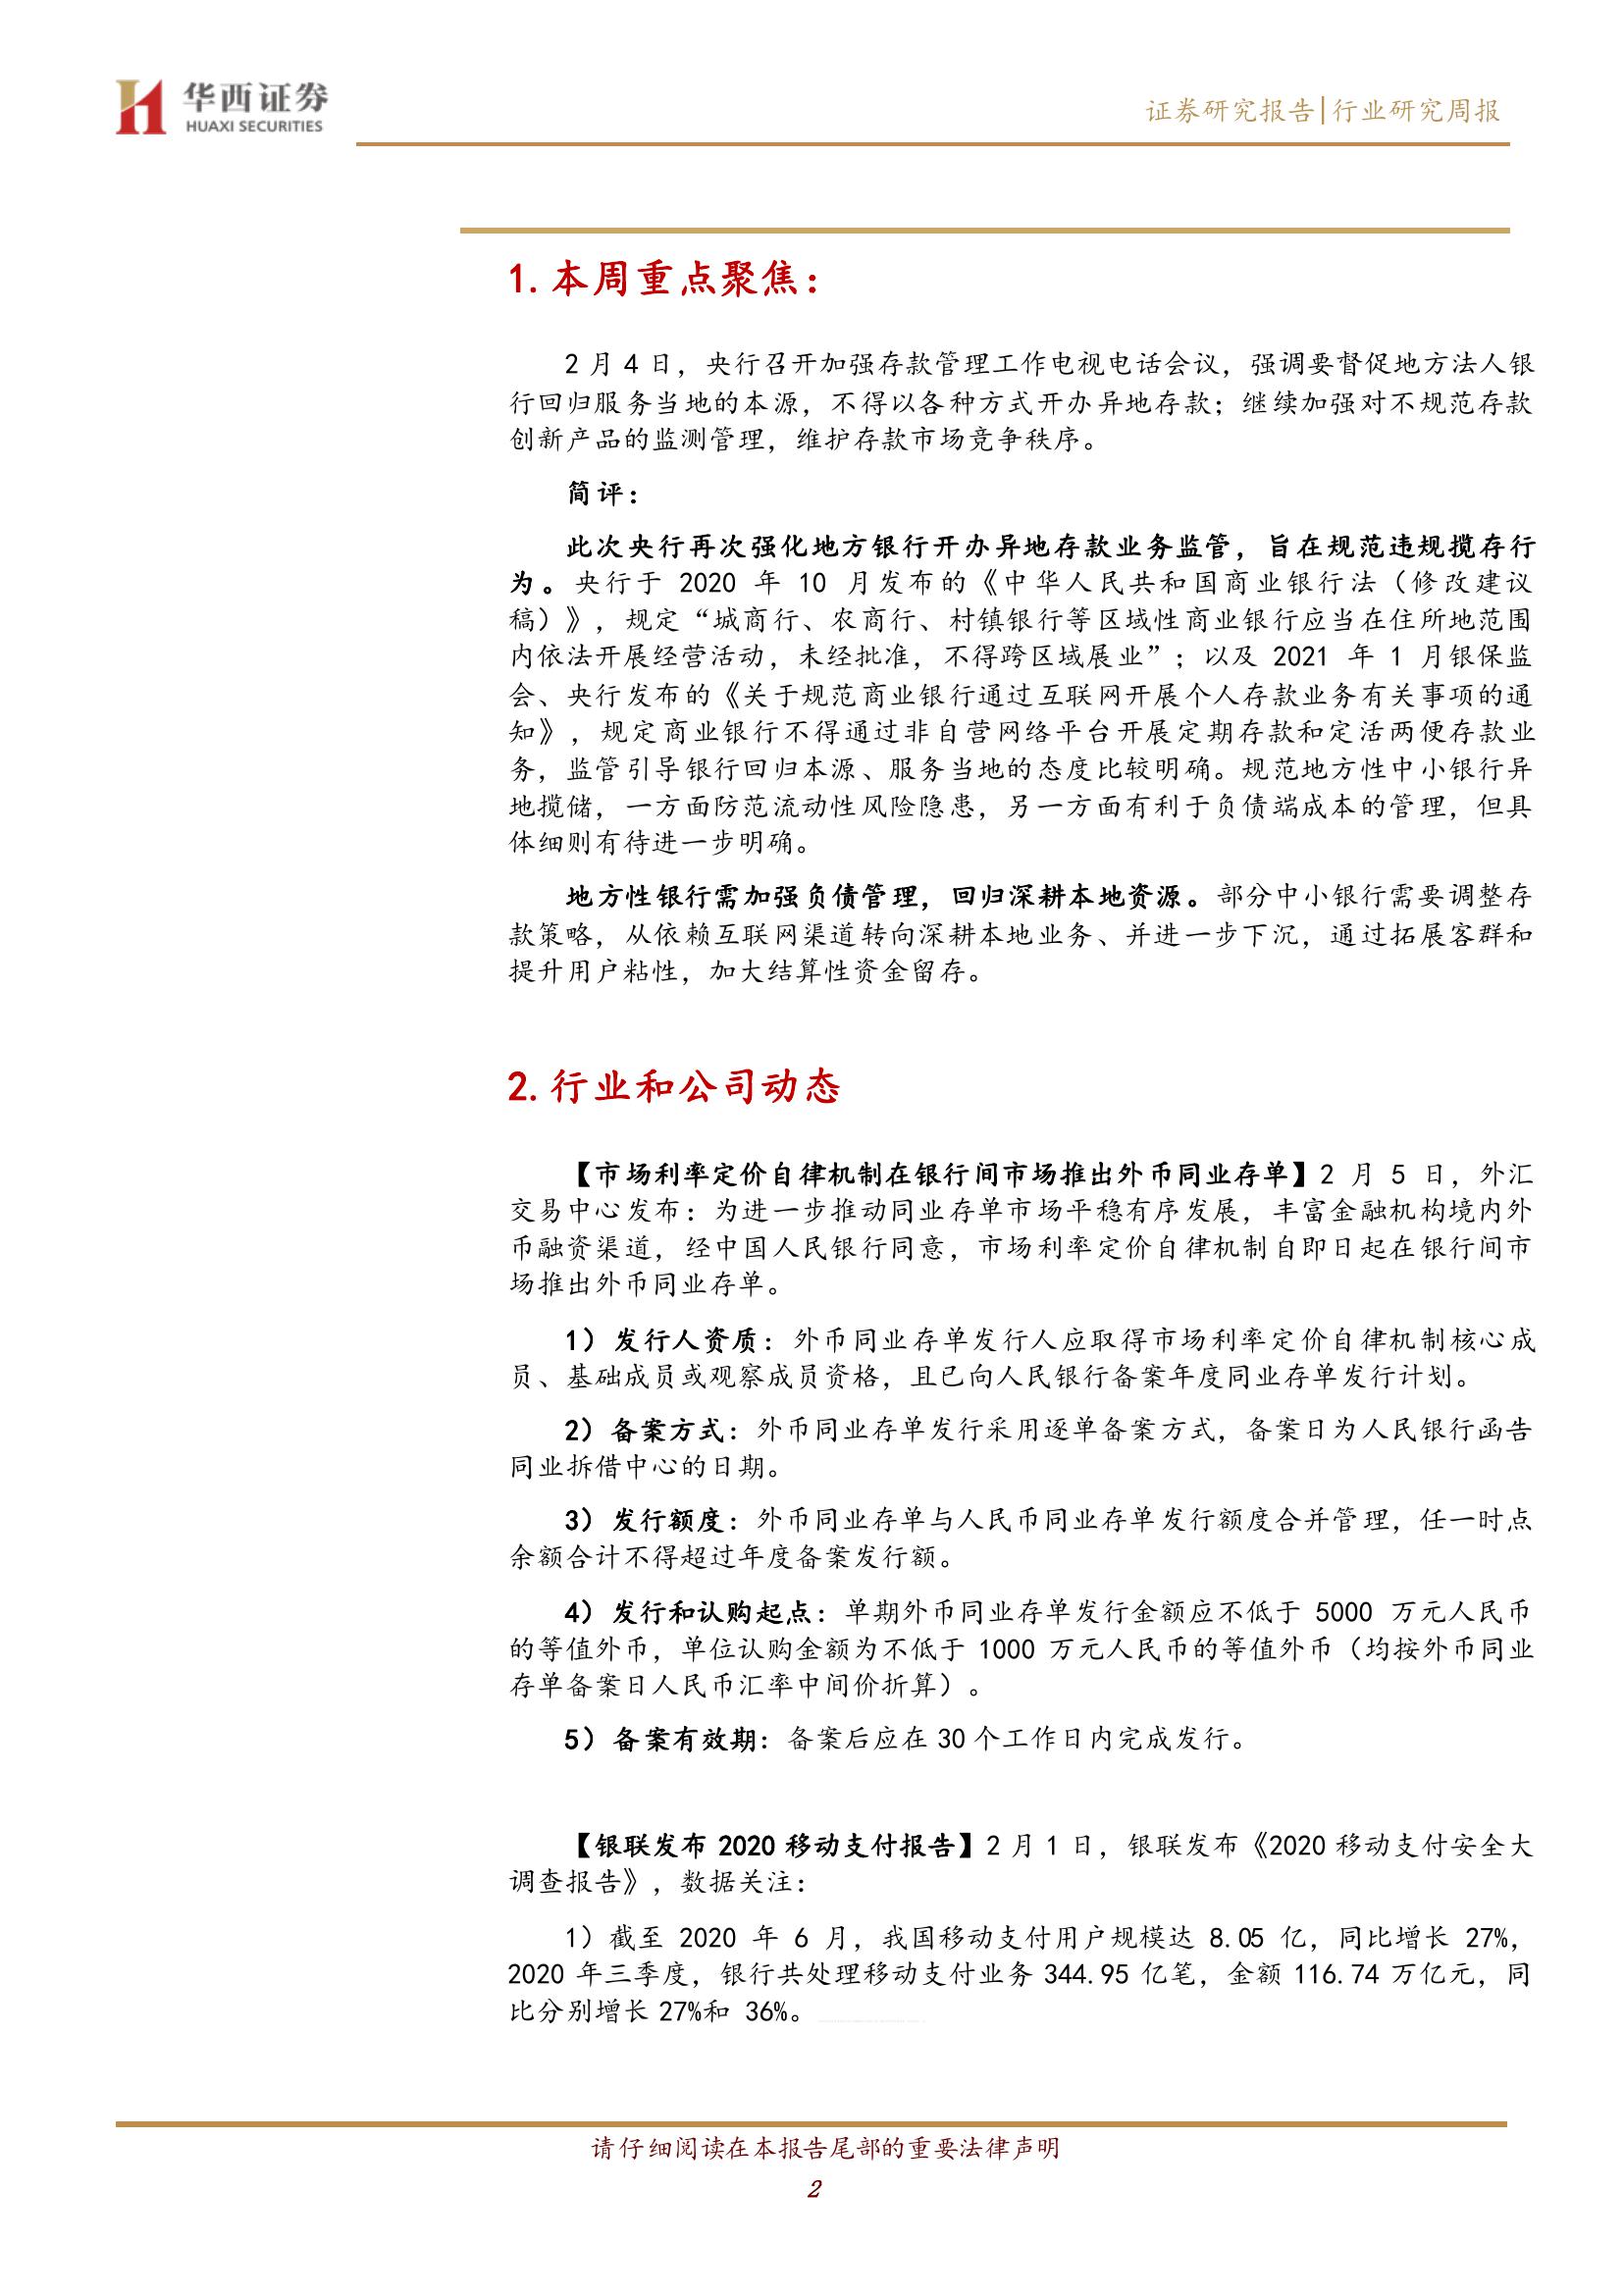 华西证券
HUAXI SECURITIES
证券研究报告|行业研究周报
1.本周重点聚焦：
2 月 4 日，央行召开加强存款管理工作电视电话会议，强调要督促地方法人银
行回归服务当地的本源，不得以各种方式开办异地存款；继续加强对不规范存款
创新产品的监测管理，维护存款市场竞争秩序。
简评：
此次央行再次强化地方银行开办异地存款业务监管，旨在规范违规揽存行
为。央行于 2020 年 10 月发布的《中华人民共和国商业银行法（修改建议
稿）》，规定“城商行、农商行、村镇银行等区域性商业银行应当在住所地范围
内依法开展经营活动，未经批准，不得跨区域展业”；以及 2021 年 1 月银保监
会、央行发布的《关于规范商业银行通过互联网开展个人存款业务有关事项的通
知》，规定商业银行不得通过非自营网络平台开展定期存款和定活两便存款业
务，监管引导银行回归本源、服务当地的态度比较明确。规范地方性中小银行异
地揽储，一方面防范流动性风险隐患，另一方面有利于负债端成本的管理，但具
体细则有待进一步明确。
地方性银行需加强负债管理，回归深耕本地资源。部分中小银行需要调整存
款策略，从依赖互联网渠道转向深耕本地业务、并进一步下沉，通过拓展客群和
提升用户粘性，加大结算性资金留存。
2.行业和公司动态
【市场利率定价自律机制在银行间市场推出外币同业存单】2 月 5 日，外汇
交易中心发布：为进一步推动同业存单市场平稳有序发展，丰富金融机构境内外
币融资渠道，经中国人民银行同意，市场利率定价自律机制自即日起在银行间市
场推出外币同业存单。
1）发行人资质：外币同业存单发行人应取得市场利率定价自律机制核心成
员、基础成员或观察成员资格，且已向人民银行备案年度同业存单发行计划。
2）备案方式：外币同业存单发行采用逐单备案方式，备案日为人民银行函告
同业拆借中心的日期。
3）发行额度：外币同业存单与人民币同业存单发行额度合并管理，任一时点
余额合计不得超过年度备案发行额。
4）发行和认购起点：单期外币同业存单发行金额应不低于 5000 万元人民币
的等值外币，单位认购金额为不低于 1000 万元人民币的等值外币（均按外币同业
存单备案日人民币汇率中间价折算）。
5）备案有效期：备案后应在 30 个工作日内完成发行。
【银联发布 2020 移动支付报告】2 月 1 日，银联发布《2020 移动支付安全大
调查报告》，数据关注：
1）截至 2020 年 6 月，我国移动支付用户规模达 8.05 亿，同比增长 27%，
2020 年三季度，银行共处理移动支付业务 344.95 亿笔，金额 116.74 万亿元，同
比分别增长 27%和 36%。
请仔细阅读在本报告尾部的重要法律声明
2